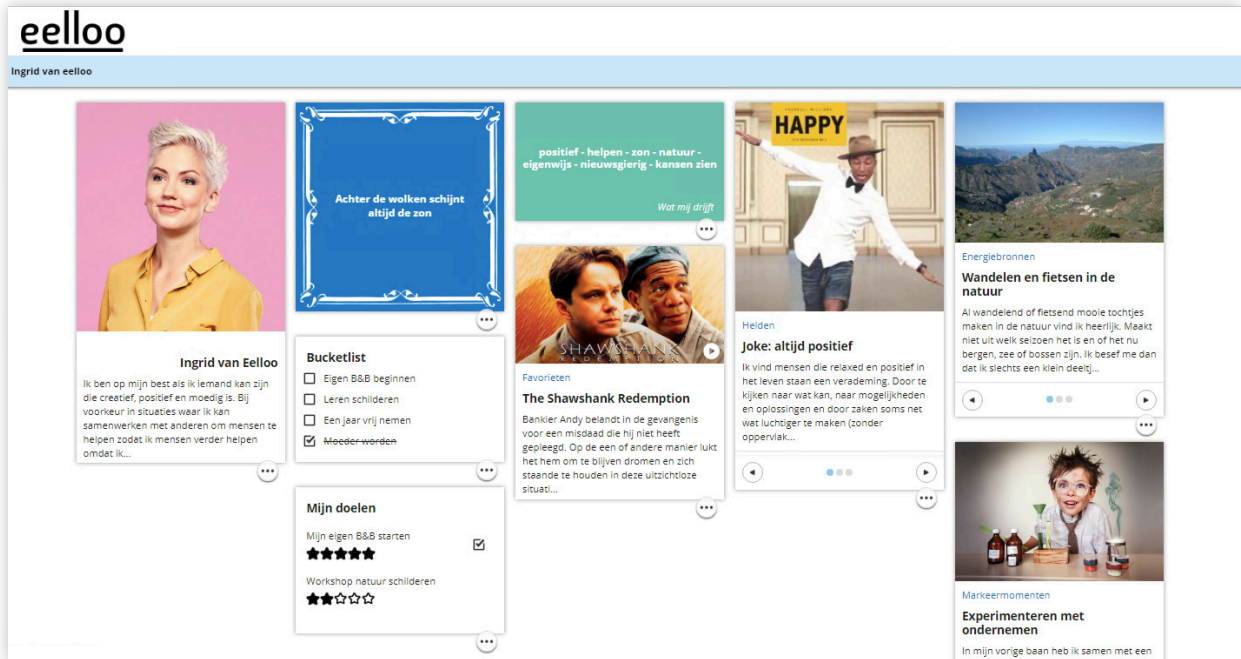 eelloo
Ingrid van eelloo
Ingrid van Eelloo
Ik ben op mijn best als ik iemand kan zijn
die creatief, positief en moedig is. Bij
voorkeur in situaties waar ik kan
samenwerken met anderen om mensen te
helpen zodat ik mensen verder helpen
omdat ik...
Achter de wolken schijnt
altijd de zon
Bucketlist
Eigen B&B beginnen
Leren schilderen
Een jaar vrij nemen
Moeder worden
Mijn doelen
Mijn eigen B&B starten
Workshop natuur schilderen
positief - helpen - zon - natuur -
eigenwijs - nieuwsgierig - kansen zien
Wat mij drijft
SHAWSHANK
REDEMPTION
Favorieten
The Shawshank Redemption
Bankier Andy belandt in de gevangenis
voor een misdaad die hij niet heeft
gepleegd. Op de een of andere manier lukt
het hem om te blijven dromen en zich
staande te houden in deze uitzichtloze
situati...
HAPPY
Helden
Joke: altijd positief
Ik vind mensen die relaxed en positief in
het leven staan een verademing. Door te
kijken naar wat kan, naar mogelijkheden
en oplossingen en door zaken soms net
wat luchtiger te maken (zonder
oppervlak...
Energiebronnen
Wandelen en fietsen in de
natuur
Al wandelend of fietsend mooie tochtjes
maken in de natuur vind ik heerlijk. Maakt
niet uit welk seizoen het is en of het nu
bergen, zee of bossen zijn. Ik besef me dan
dat ik slechts een klein deeltj...
Markeermomenten
Experimenteren met
ondernemen
In mijn vorige baan heb ik samen met een